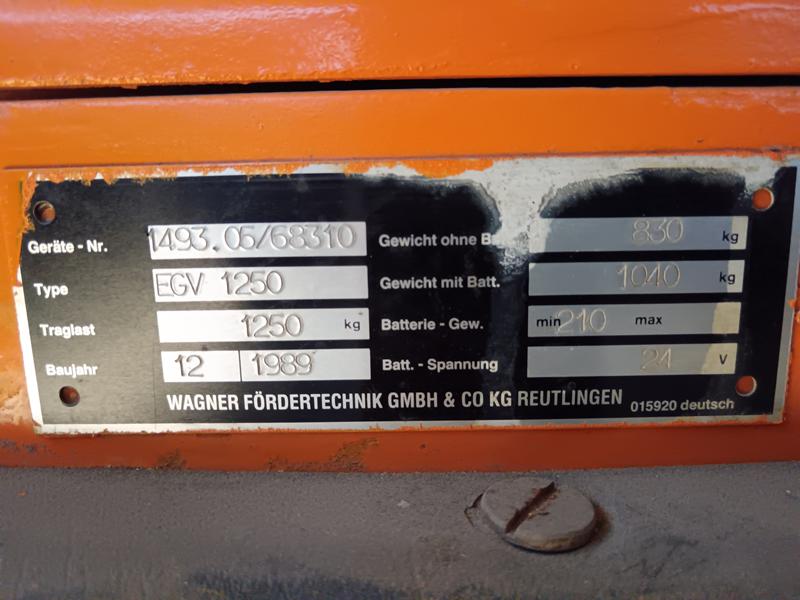 Geräte - Nr. 1493.05/68310 Gewicht ohne 830 kg
Type EGV 1250 Gewicht mit Batt. 1040 kg
Traglast 1250 kg Batterie - Gew. min 210 max
Baujahr 12 1989 Batt. - Spannung 24 V
WAGNER FÖRDERTECHNIK GMBH & CO KG REUTLINGEN 015920 deutsch